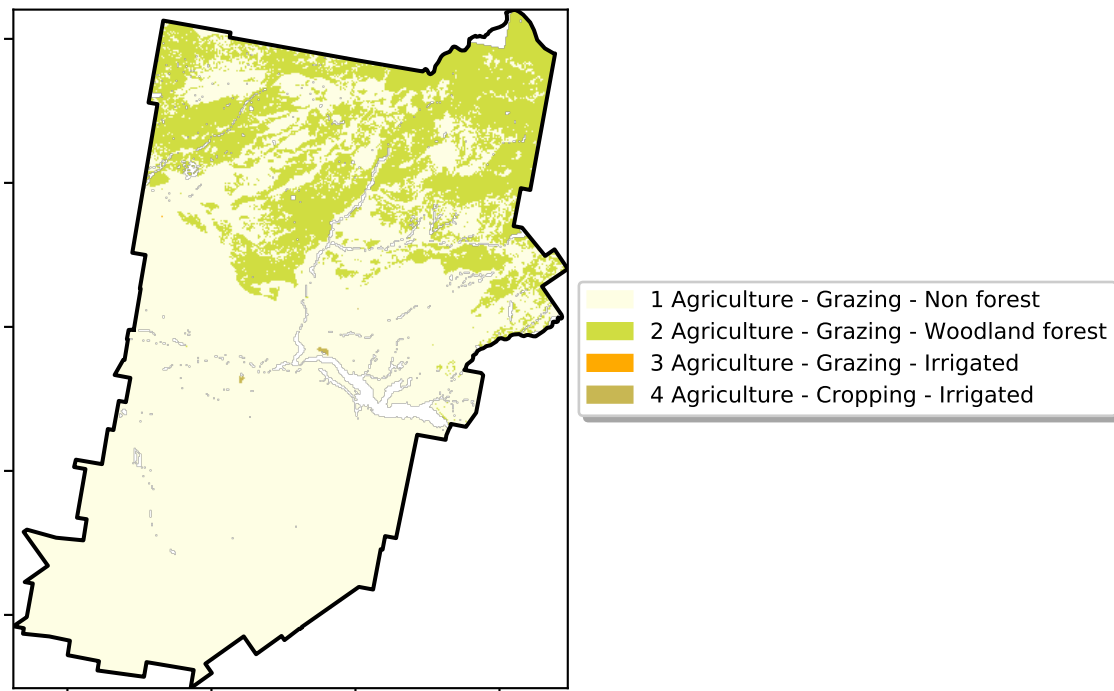 1 Agriculture - Grazing - Non forest
2 Agriculture - Grazing - Woodland forest
3 Agriculture - Grazing - Irrigated
4 Agriculture - Cropping - Irrigated